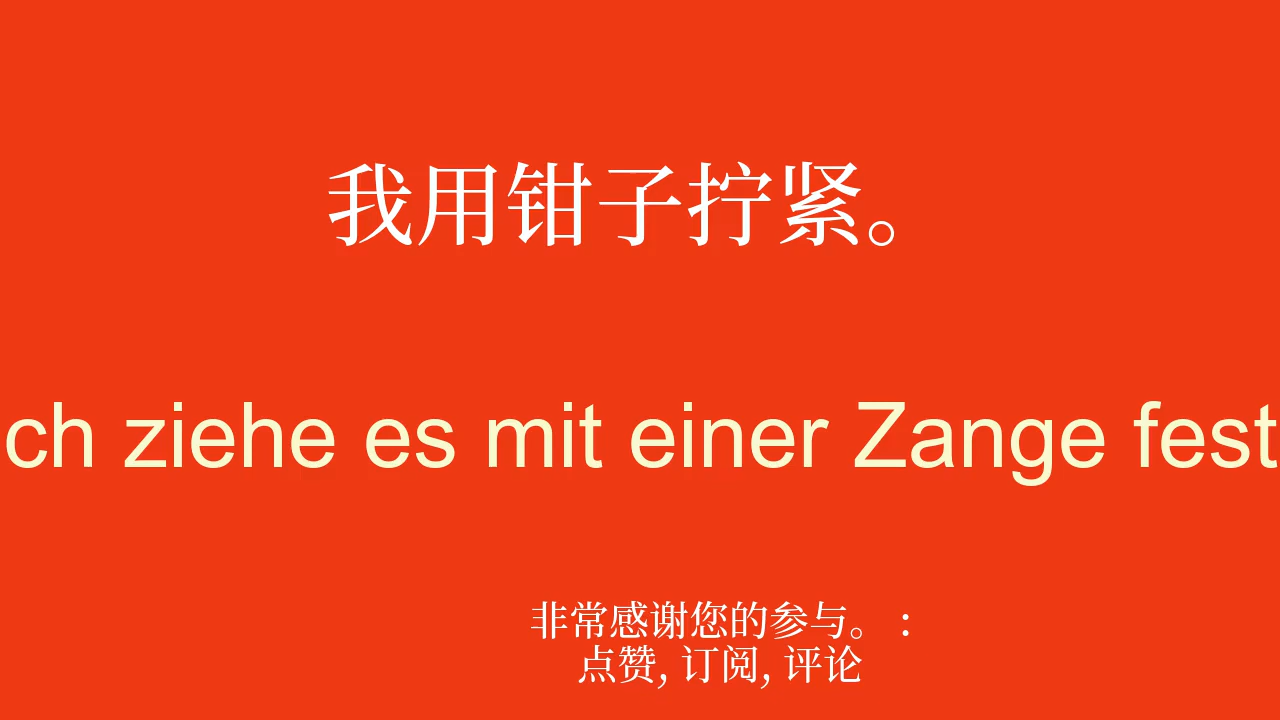 我用钳子拧紧。
ch ziehe es mit einer Zange fest
非常感谢您的参与。 :
点赞, 订阅, 评论